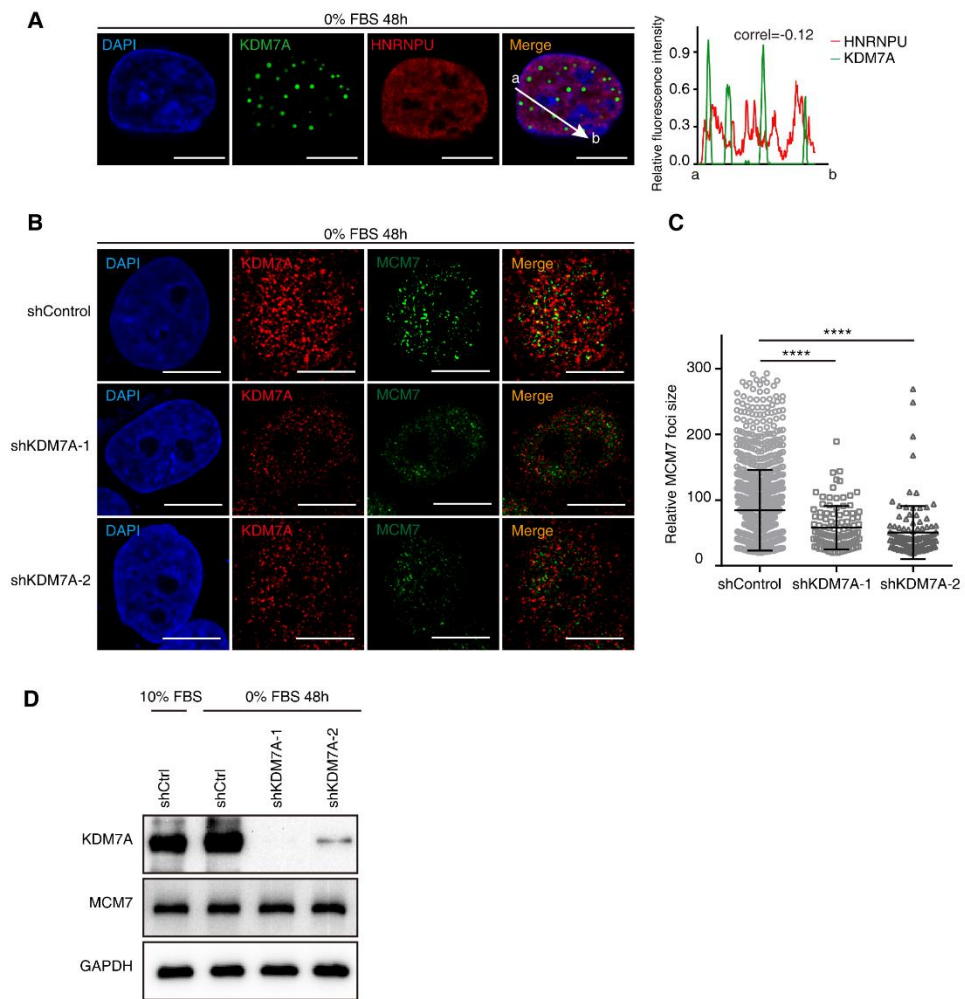 A
0% FBS 48h
DAPI
KDM7A
HNRNPU
Merge
a
b
correl=-0.12
HNRNPU
KDM7A
Relative fluorescence intensity
0.9
0.6
0.3
0.0
a
b
B
0% FBS 48h
shControl
DAPI
KDM7A
MCM7
Merge
shKDM7A-1
DAPI
KDM7A
MCM7
Merge
shKDM7A-2
DAPI
KDM7A
MCM7
Merge
C
****
****
Relative MCM7 foci size
300
200
100
0
shControl
shKDM7A-1
shKDM7A-2
D
10% FBS
0% FBS 48h
shCtrl
shCtrl
shKDM7A-1
shKDM7A-2
KDM7A
MCM7
GAPDH